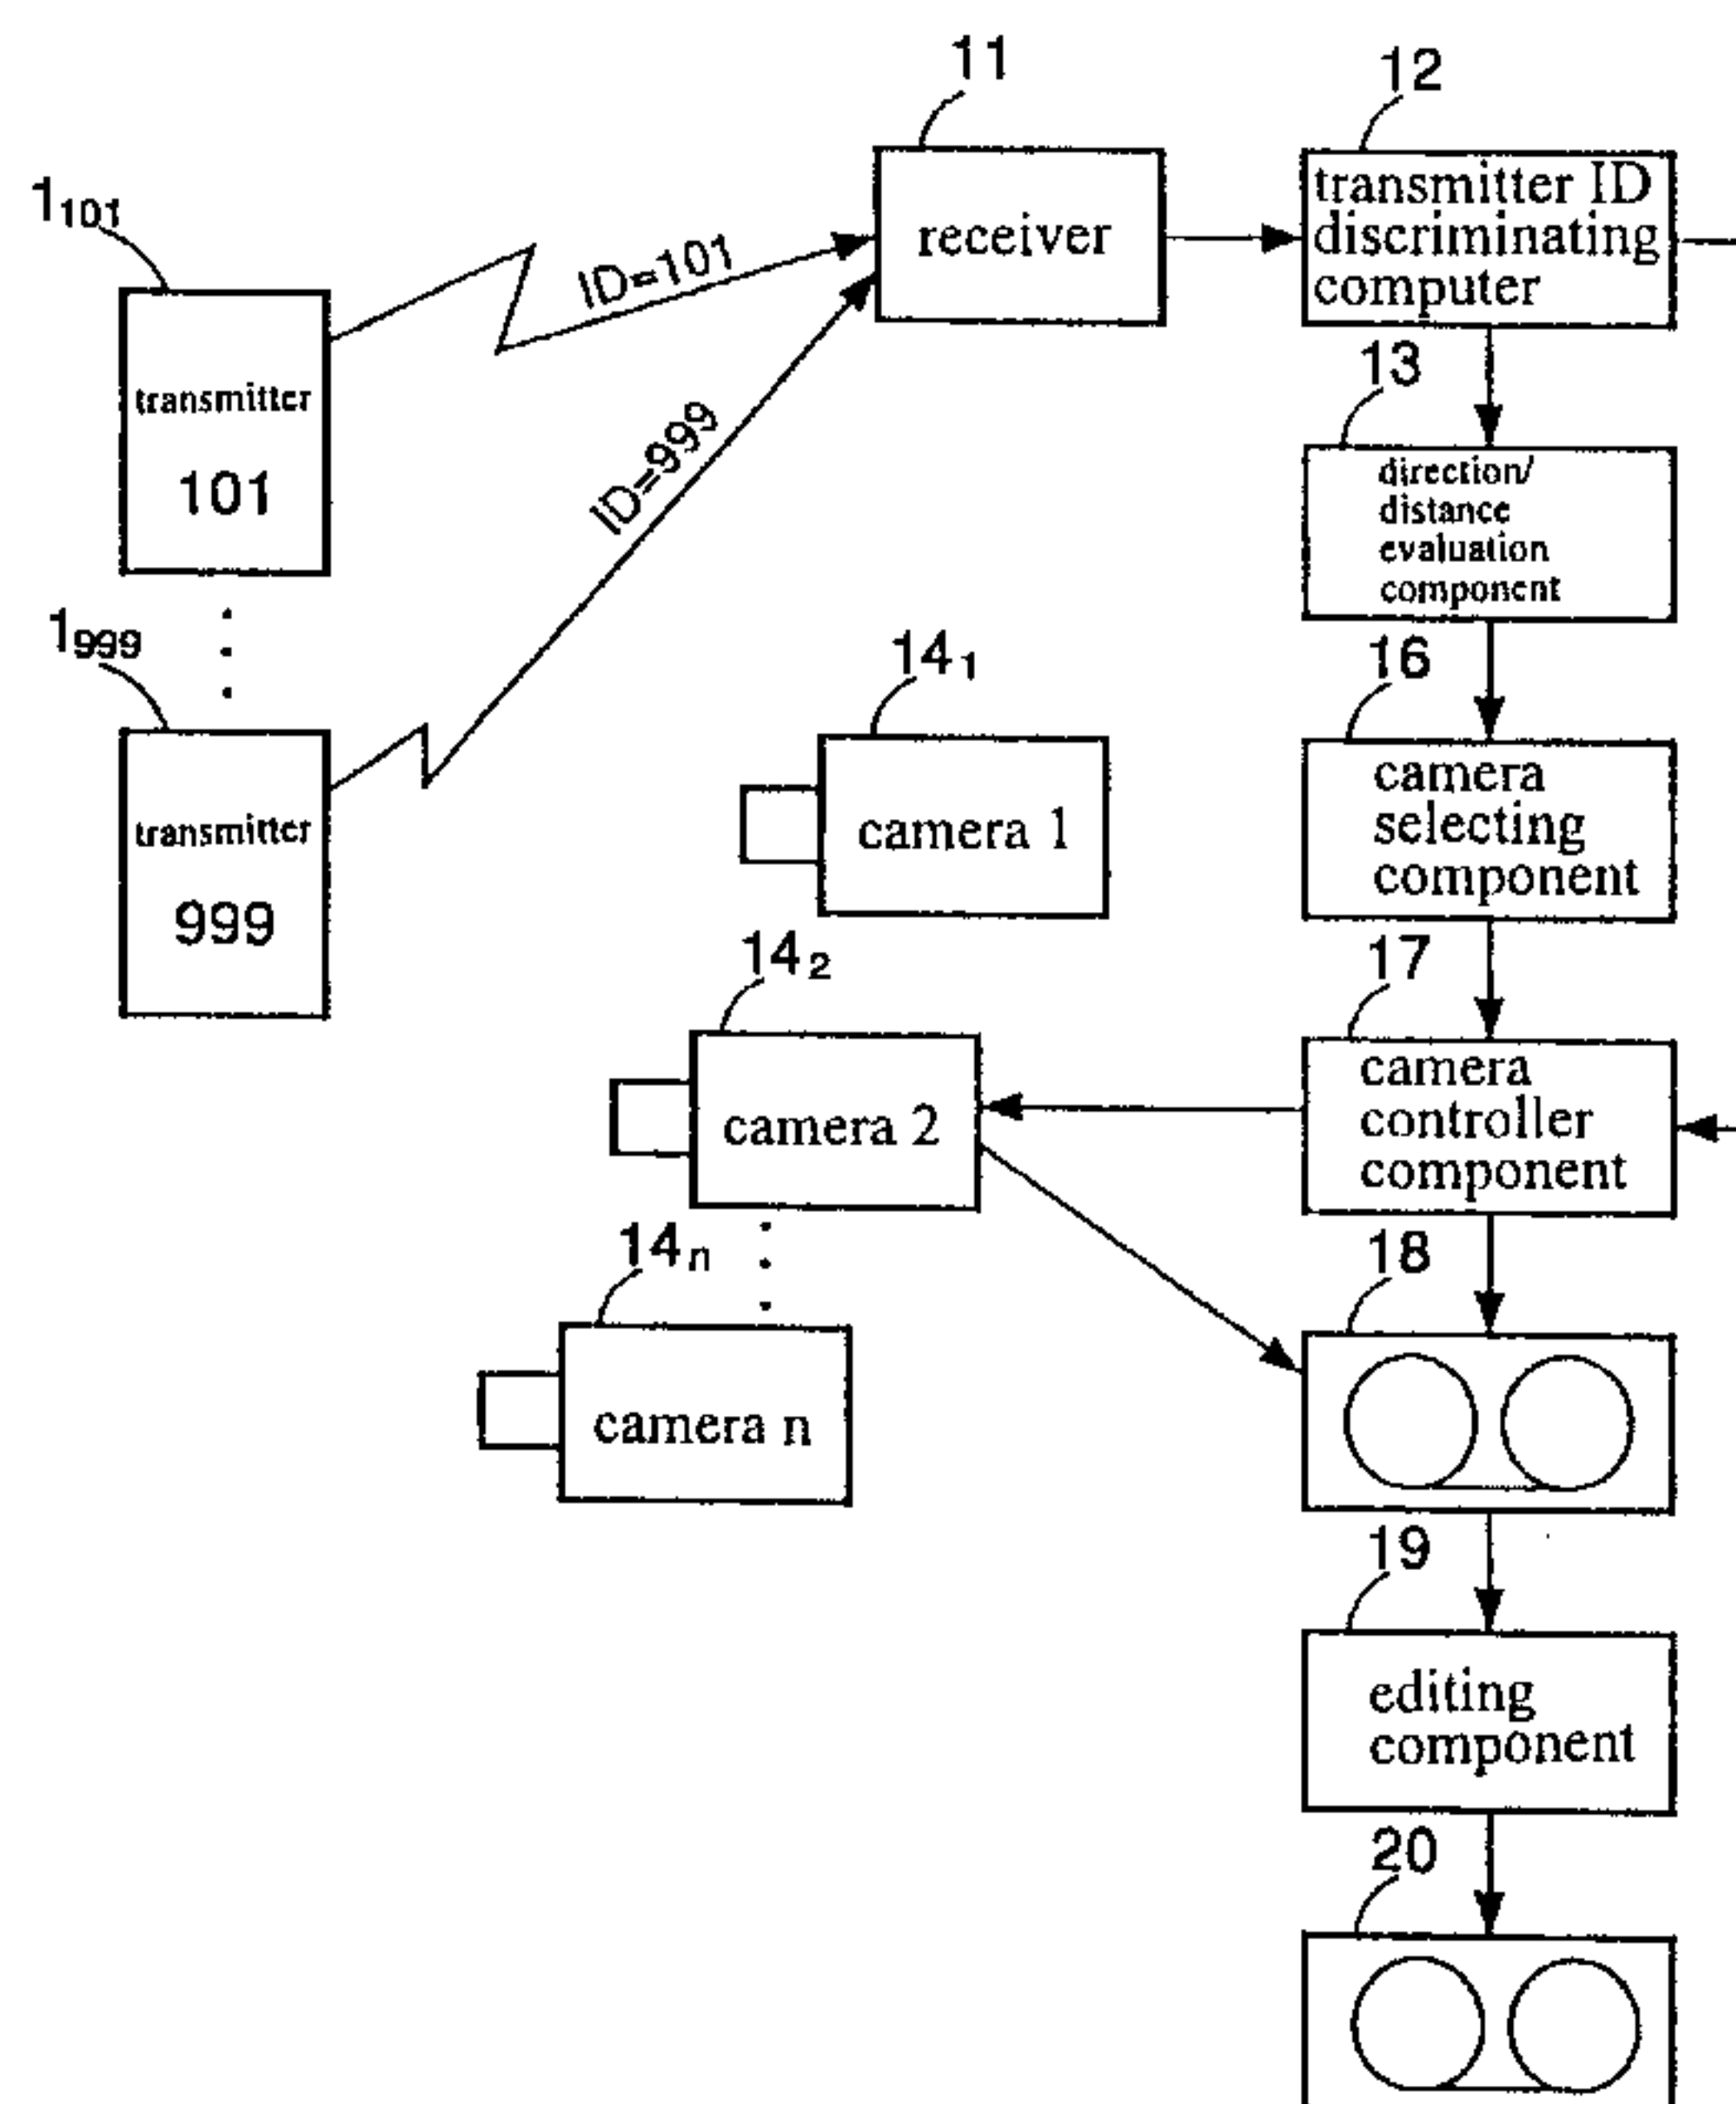 11
12
1101
receiver
transmitter ID
discriminating
computer
ID=101
13
transmitter
101
ID=999
direction/
distance
evaluation
component
1999
141
16
transmitter
999
camera 1
camera
selecting
component
142
17
camera 2
camera
controller
component
14n
18
camera n
19
editing
component
20